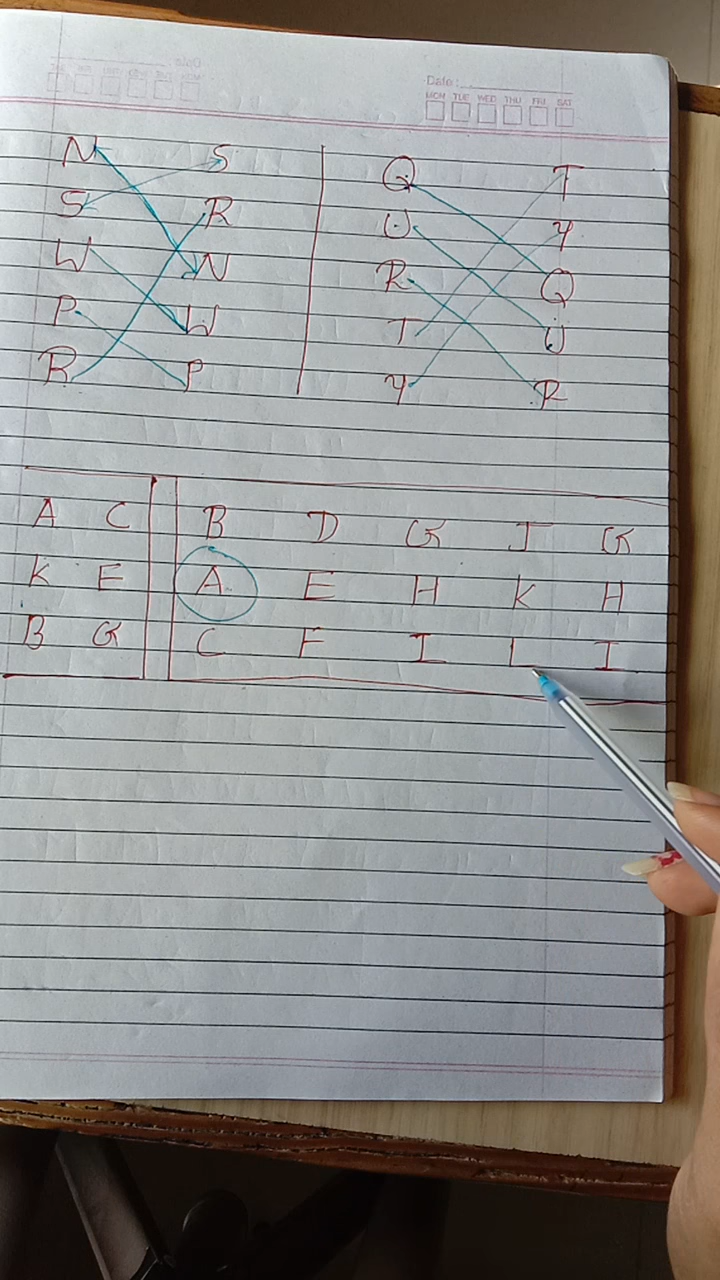 Date:
MON TUE WED THU FRI SAT
N S Q T
S R U Y
W N R Q
P W T U
R P Y R
A C B D G J G
K E A E H K H
B G C F I L I